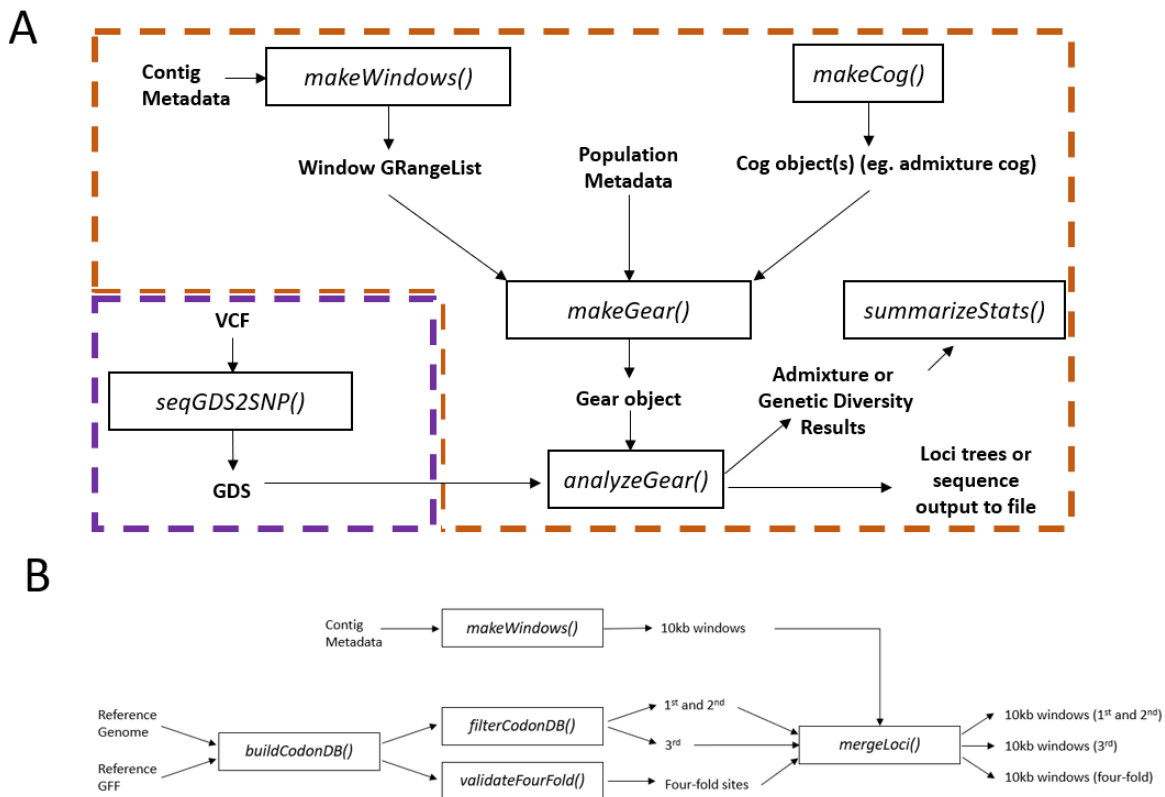 A
Contig
Metadata
makeWindows()
makeCog()
Window GRangeList
Population
Metadata
Cog object(s) (eg. admixture cog)
makeGear()
summarizeStats()
VCF
seqGDS2SNP()
GDS
Gear object
Admixture or
Genetic Diversity
Results
analyzeGear()
Loci trees or
sequence
output to file
B
Contig
Metadata
makeWindows()
10kb windows
Reference
Genome
Reference
GFF
buildCodonDB()
filterCodonDB()
validateFourFold()
1st and 2nd
3rd
Four-fold sites
mergeLoci()
10kb windows (1st and 2nd)
10kb windows (3rd)
10kb windows (four-fold)